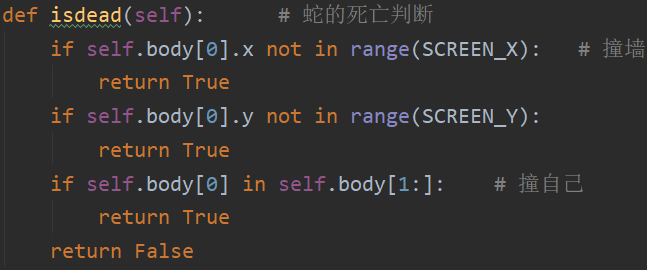 def isdead(self):      # 蛇的死亡判断
    if self.body[0].x not in range(SCREEN_X):   # 撞墙
        return True
    if self.body[0].y not in range(SCREEN_Y):
        return True
    if self.body[0] in self.body[1:]:    # 撞自己
        return True
    return False